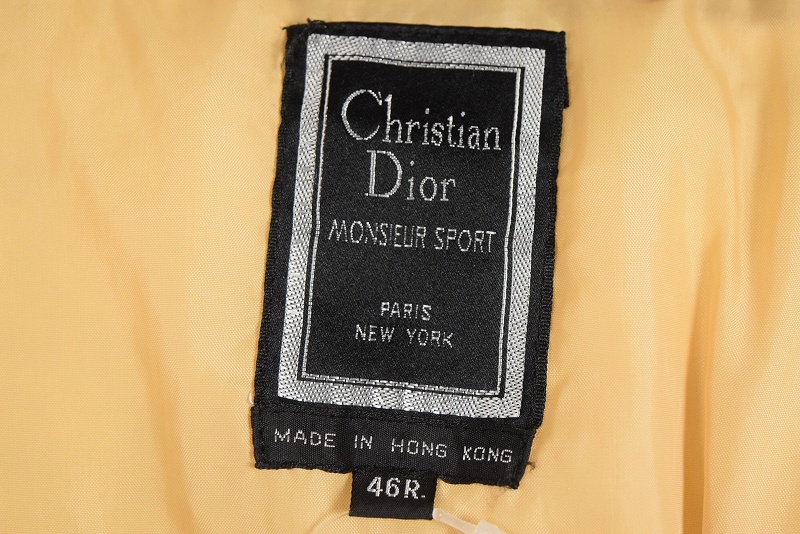 Christian
Dior
MONSIEUR SPORT
PARIS
NEW YORK
MADE IN HONG KONG
46R.